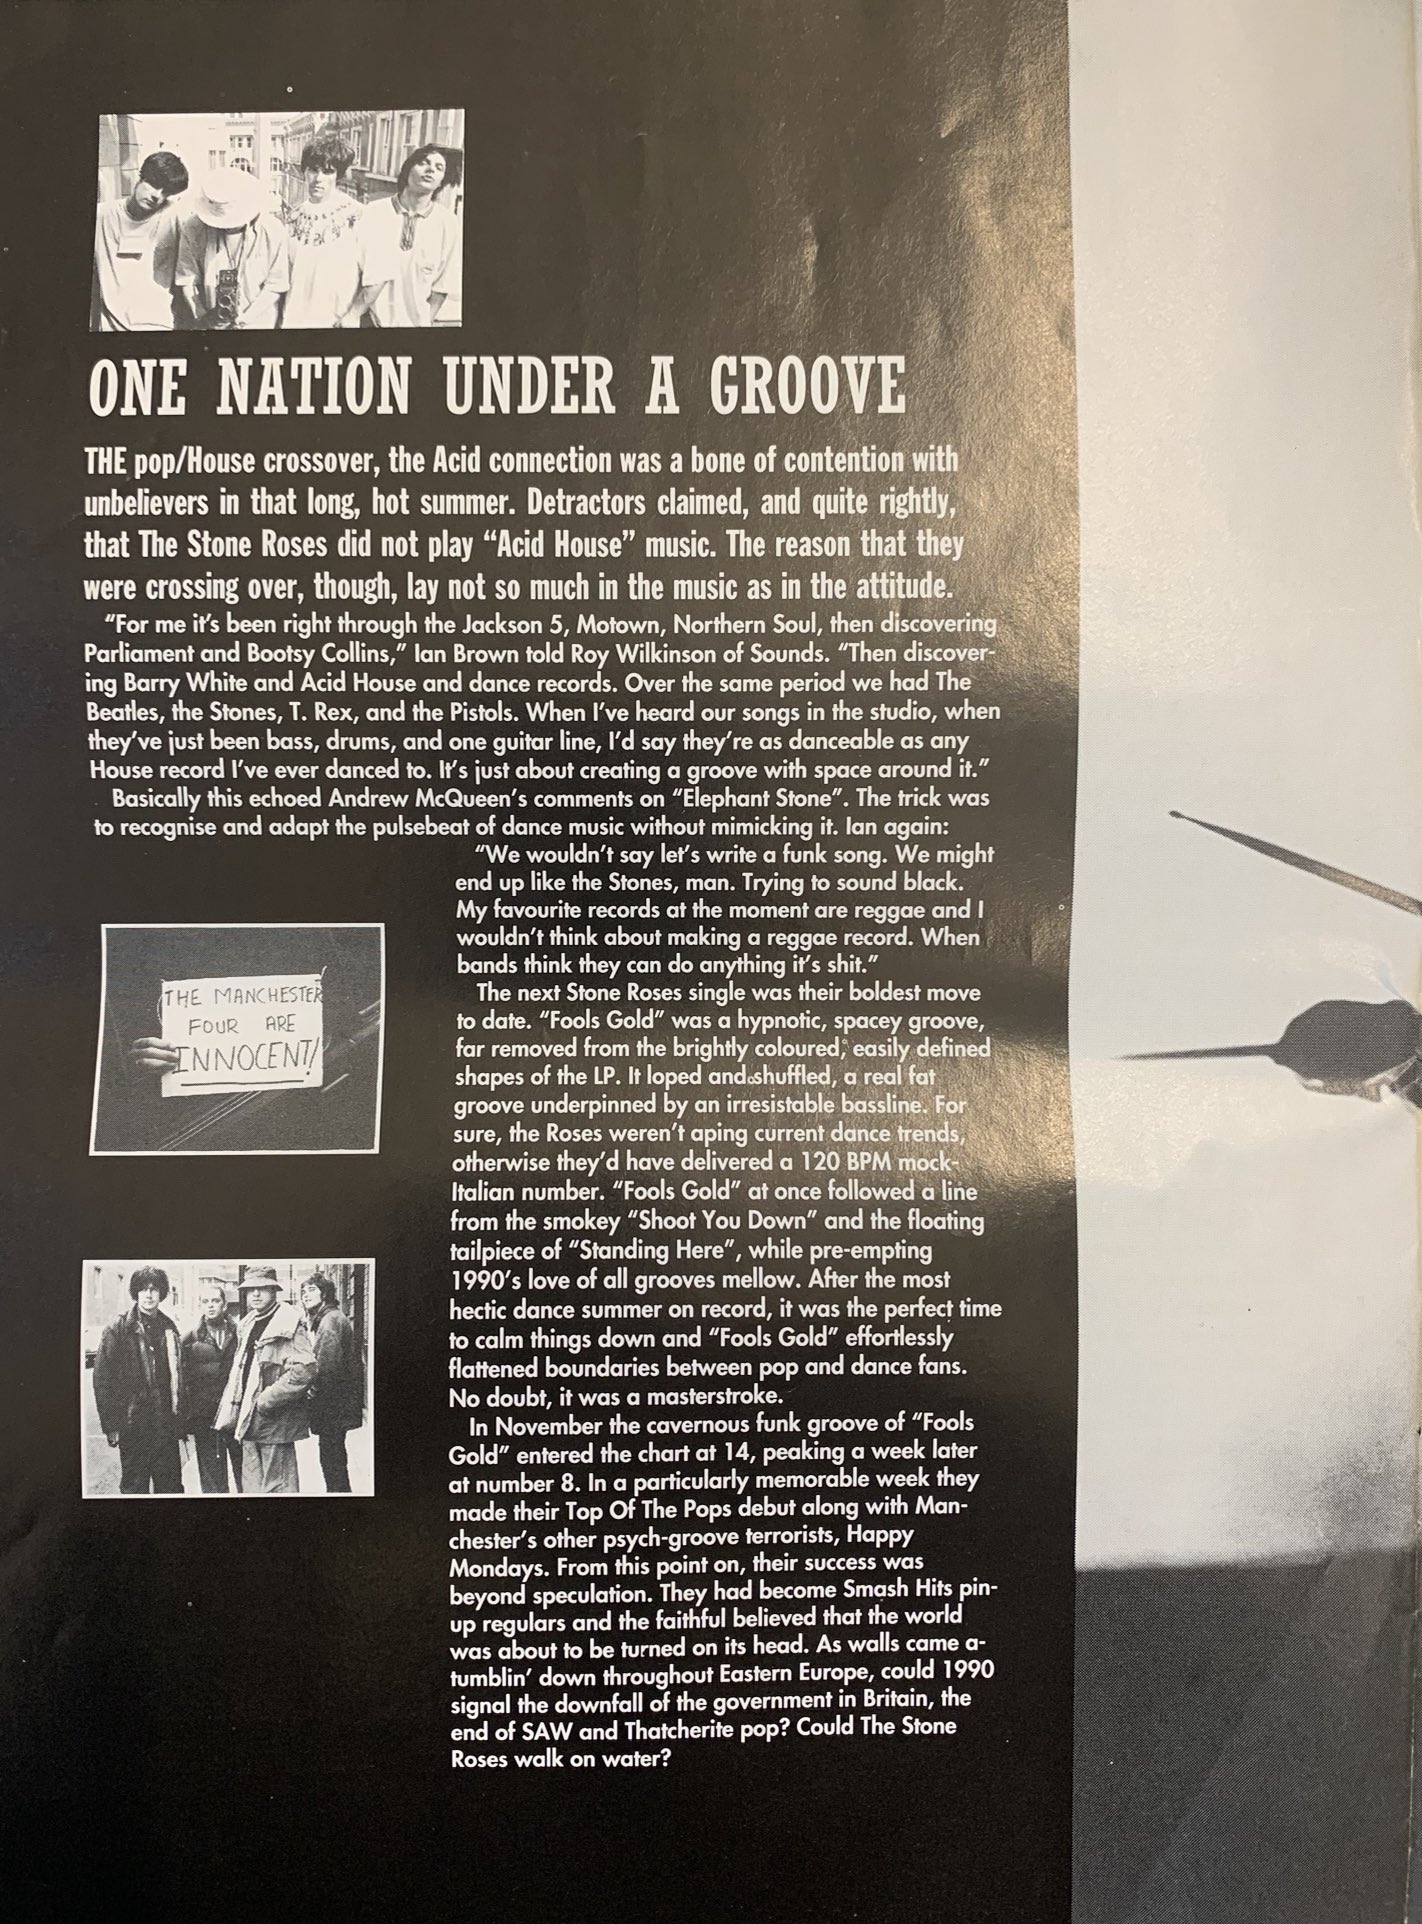 ONE NATION UNDER A GROOVE
THE pop/House crossover, the Acid connection was a bone of contention with
unbelievers in that long, hot summer. Detractors claimed, and quite rightly,
that The Stone Roses did not play “Acid House” music. The reason that they
were crossing over, though, lay not so much in the music as in the attitude.
“For me it’s been right through the Jackson 5, Motown, Northern Soul, then discovering
Parliament and Bootsy Collins,” Ian Brown told Roy Wilkinson of Sounds. “Then discover-
ing Barry White and Acid House and dance records. Over the same period we had The
Beatles, the Stones, T. Rex, and the Pistols. When I’ve heard our songs in the studio, when
they’ve just been bass, drums, and one guitar line, I’d say they’re as danceable as any
House record I’ve ever danced to. It’s just about creating a groove with space around it.”
Basically this echoed Andrew McQueen’s comments on “Elephant Stone”. The trick was
to recognise and adapt the pulsebeat of dance music without mimicking it. Ian again:
“We wouldn’t say let’s write a funk song. We might
end up like the Stones, man. Trying to sound black.
My favourite records at the moment are reggae and I
wouldn’t think about making a reggae record. When
bands think they can do anything it’s shit.”
The next Stone Roses single was their boldest move
to date. “Fools Gold” was a hypnotic, spacey groove,
far removed from the brightly coloured, easily defined
shapes of the LP. It loped and shuffled, a real fat
groove underpinned by an irresistable bassline. For
sure, the Roses weren’t aping current dance trends,
otherwise they’d have delivered a 120 BPM mock-
Italian number. “Fools Gold” at once followed a line
from the smokey “Shoot You Down” and the floating
tailpiece of “Standing Here”, while pre-empting
1990’s love of all grooves mellow. After the most
hectic dance summer on record, it was the perfect time
to calm things down and “Fools Gold” effortlessly
flattened boundaries between pop and dance fans.
No doubt, it was a masterstroke.
In November the cavernous funk groove of “Fools
Gold” entered the chart at 14, peaking a week later
at number 8. In a particularly memorable week they
made their Top Of The Pops debut along with Man-
chester’s other psych-groove terrorists, Happy
Mondays. From this point on, their success was
beyond speculation. They had become Smash Hits pin-
up regulars and the faithful believed that the world
was about to be turned on its head. As walls came a-
tumblin’ down throughout Eastern Europe, could 1990
signal the downfall of the government in Britain, the
end of SAW and Thatcherite pop? Could The Stone
Roses walk on water?
THE MANCHESTER
FOUR ARE
INNOCENT!